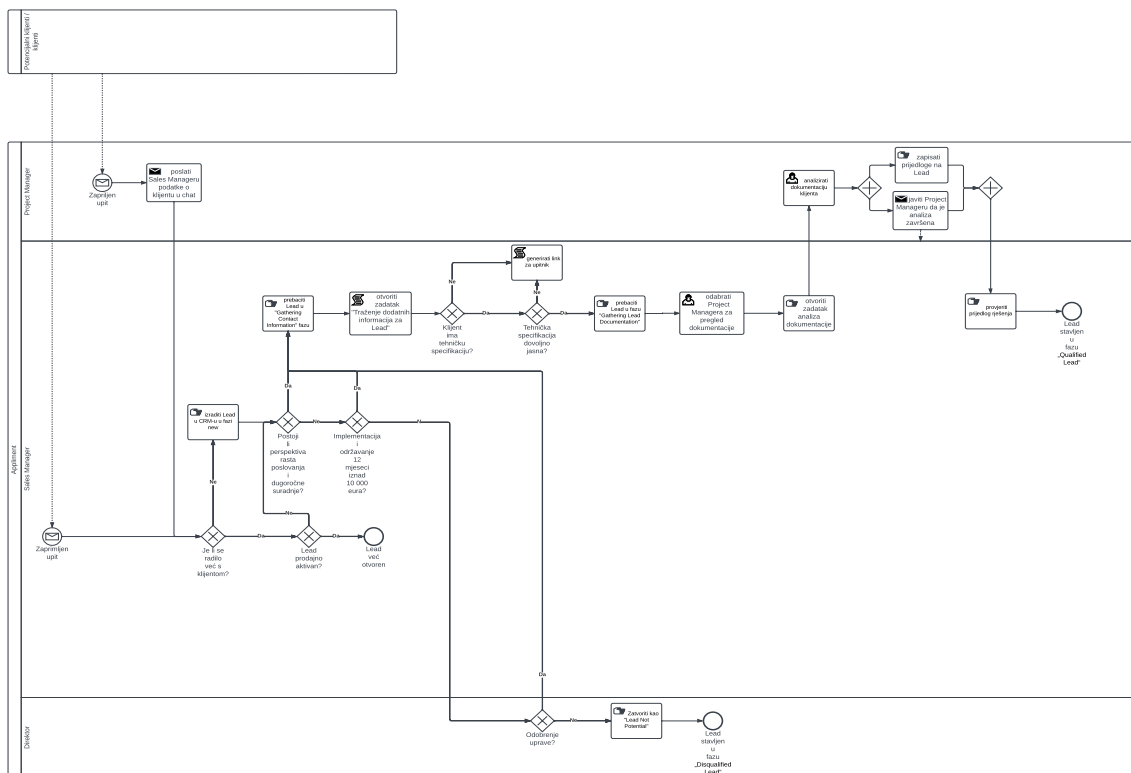 Potencijalni klijenti /
klijenti
Appliment
Project Manager
Zaprljen
upit
poslati
Sales Manageru
podatke o
klijentu u chat
analizirati
dokumentaciju
klijenta
zapisati
prijedloge na
Lead
javiti Project
Manageru da je
analiza
završena
Sales Manager
generirati link
za upitnik
prebaciti
Lead u
"Gathering
Contact
Information" fazu
otvoriti
zadatak
"Traženje dodatnih
informacija za
Lead"
Ne
Ne
Klijent
ima
tehničku
specifikaciju?
Da
Tehnička
specifikacija
dovoljno
jasna?
Da
prebaciti
Lead u fazu
"Gathering Lead
Documentation"
odabrati
Project
Managera za
pregled
dokumentacije
otvoriti
zadatak
analiza
dokumentacije
provjeriti
prijedlog rješenja
Lead
stavljen
u
fazu
„Qualified
Lead"
Da
Da
izraditi Lead
u CRM-u u fazi
new
Postoji
li
perspektiva
rasta
poslovanja
i
dugoročne
suradnje?
Ne
Implementacija
i
održavanje
12
mjeseci
iznad
10 000
eura?
N
Ne
Ne
Zaprimljen
upit
Je li se
radilo
već s
klijentom?
Da
Lead
prodajno
aktivan?
Da
Lead
već
otvoren
Da
Direktor
Odobrenje
uprave?
Ne
Zatvoriti kao
"Lead Not
Potential"
Lead
stavljen
u
fazu
„Disqualified
Lead"